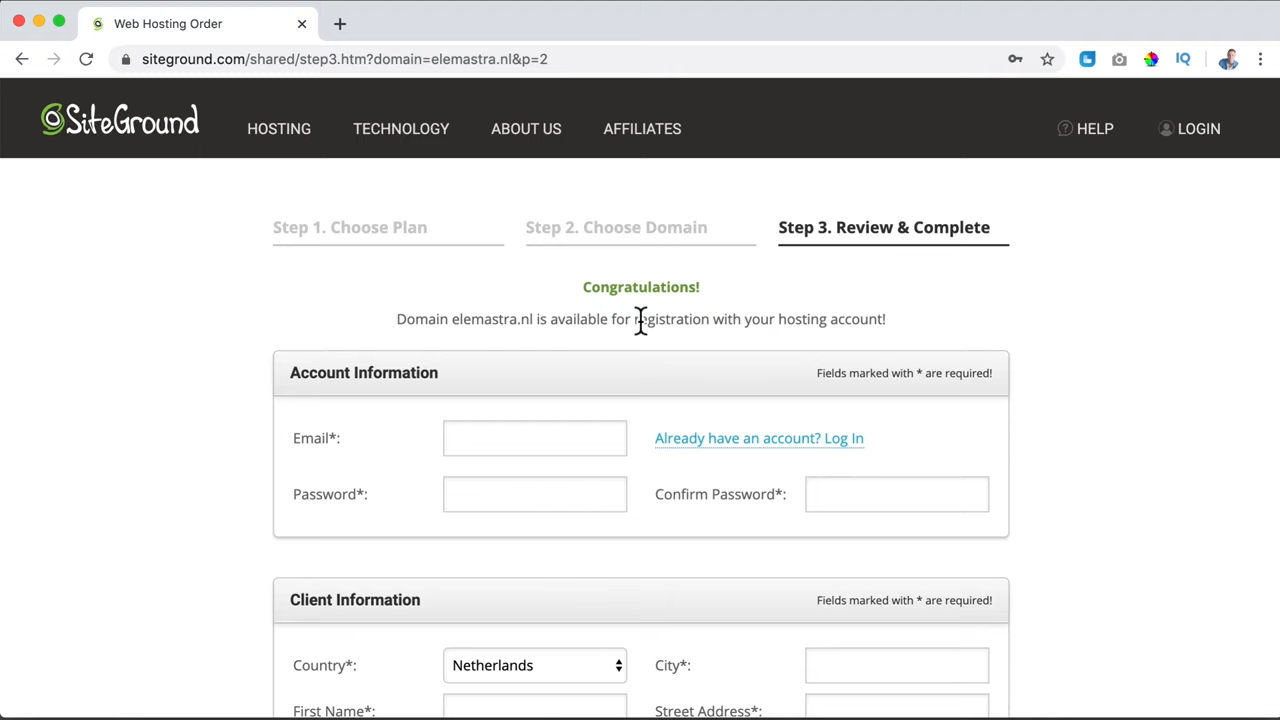 Web Hosting Order
siteground.com/shared/step3.htm?domain=elemastra.nl&p=2
SiteGround HOSTING TECHNOLOGY ABOUT US AFFILIATES HELP LOGIN
Step 1. Choose Plan Step 2. Choose Domain Step 3. Review & Complete
Congratulations!
Domain elemastra.nl is available for registration with your hosting account!
Account Information Fields marked with * are required!
Email*: Already have an account? Log In
Password*: Confirm Password*:
Client Information Fields marked with * are required!
Country*: Netherlands City*:
First Name*: Street Address*: